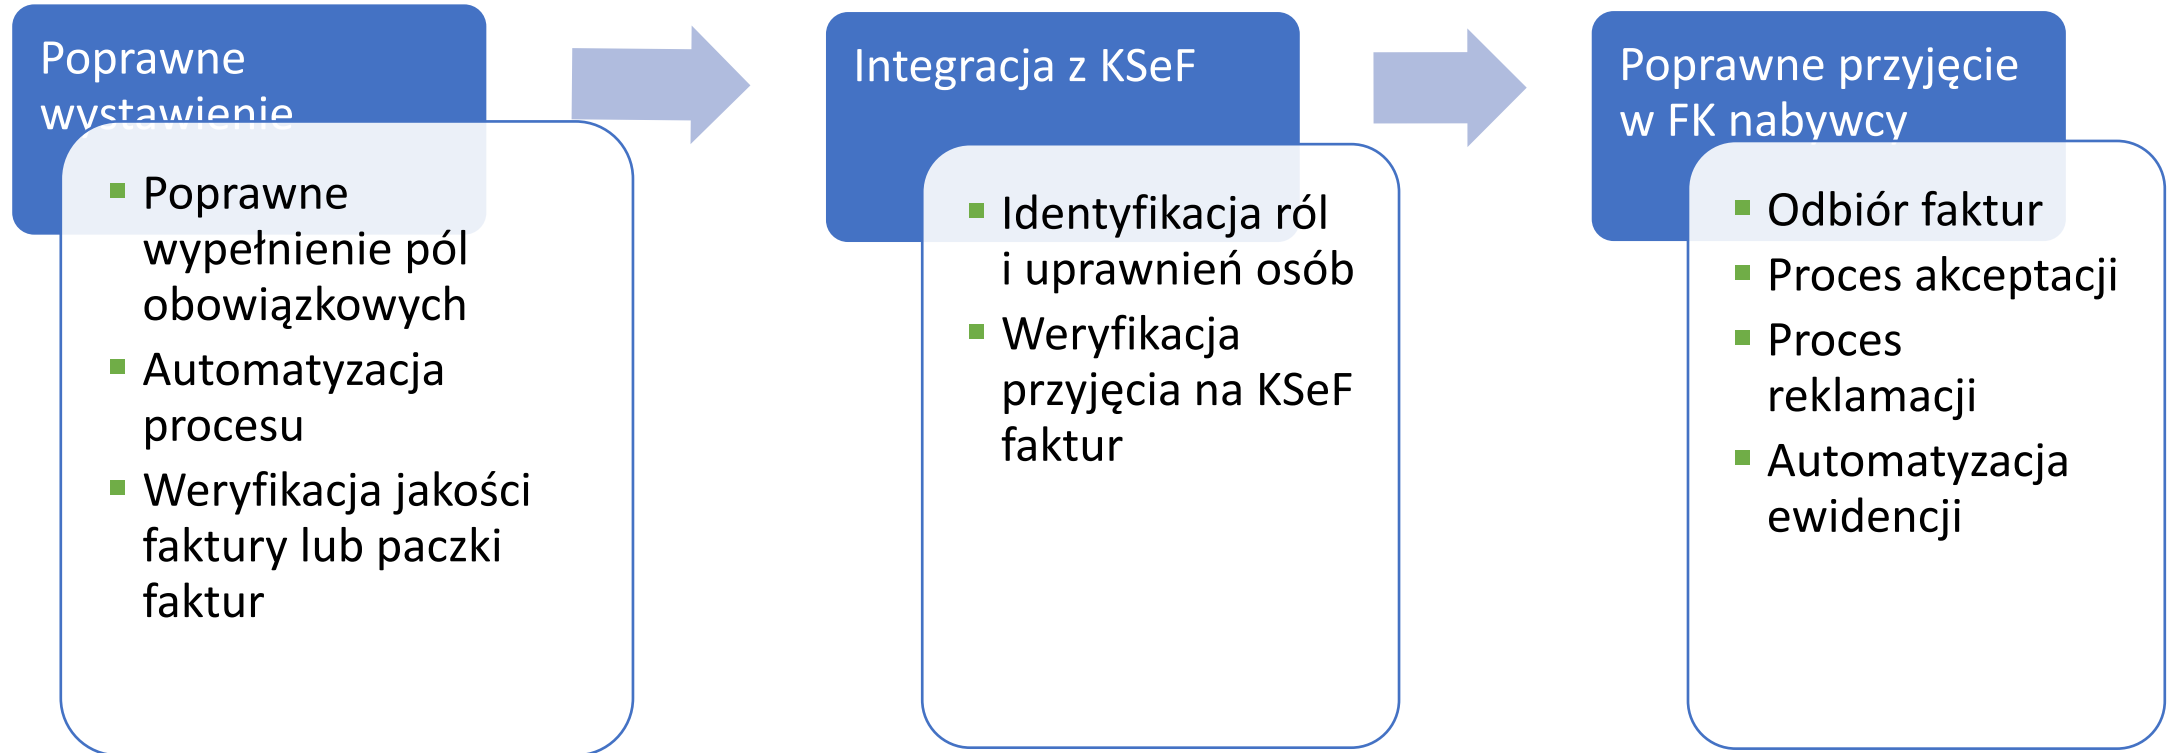 Poprawne
wystawienie
Poprawne
wypełnienie pól
obowiązkowych
Automatyzacja
procesu
Weryfikacja jakości
faktury lub paczki
faktur
Integracja z KSeF
Identyfikacja ról
i uprawnień osób
Weryfikacja
przyjęcia na KSeF
faktur
Poprawne przyjęcie
w FK nabywcy
Odbiór faktur
Proces akceptacji
Proces
reklamacji
Automatyzacja
ewidencji